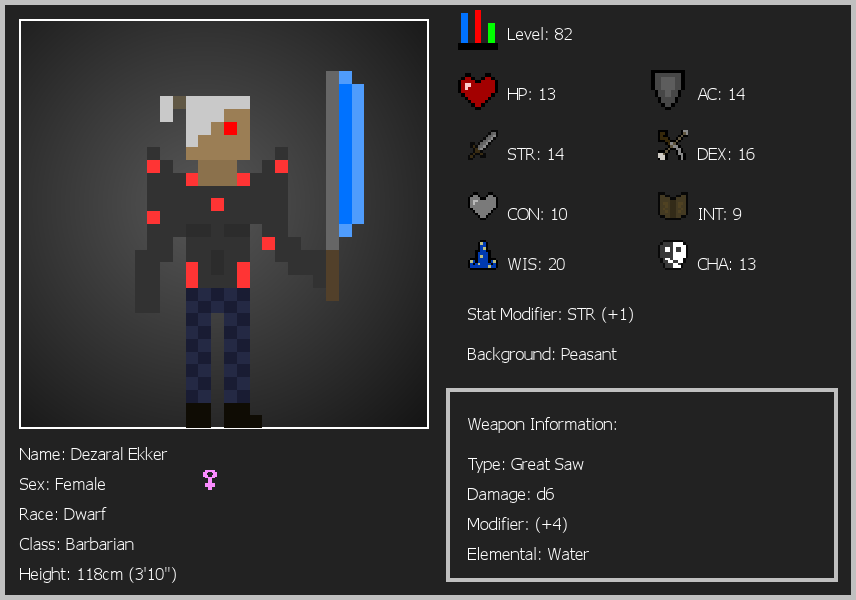 Level: 82
HP: 13
AC: 14
STR: 14
DEX: 16
CON: 10
INT: 9
WIS: 20
CHA: 13
Stat Modifier: STR (+1)
Background: Peasant
Weapon Information:
Type: Great Saw
Damage: d6
Modifier: (+4)
Elemental: Water
Name: Dezaral Ekker
Sex: Female
Race: Dwarf
Class: Barbarian
Height: 118cm (3'10")